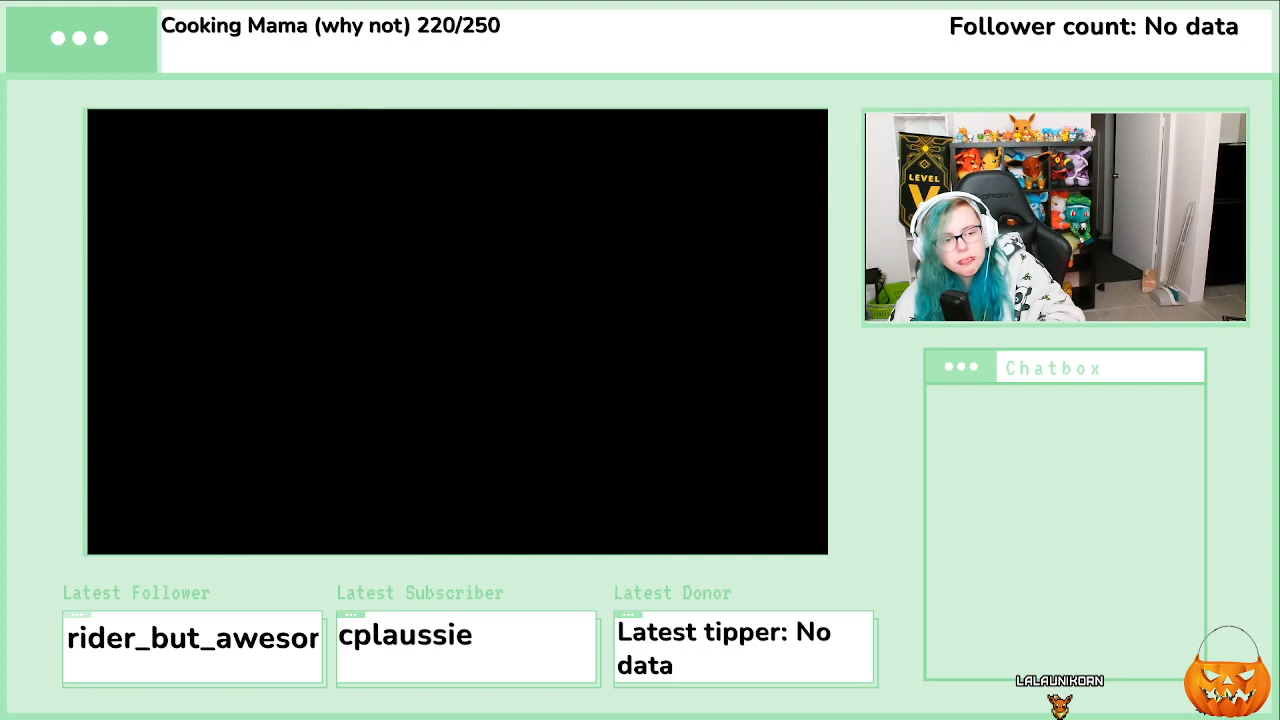 Cooking Mama (why not) 220/250
Follower count: No data
LEVEL
V
Chatbox
Latest Follower
Latest Subscriber
Latest Donor
rider_but_awesor
cplaussie
Latest tipper: No
data
LALAUNIKORN